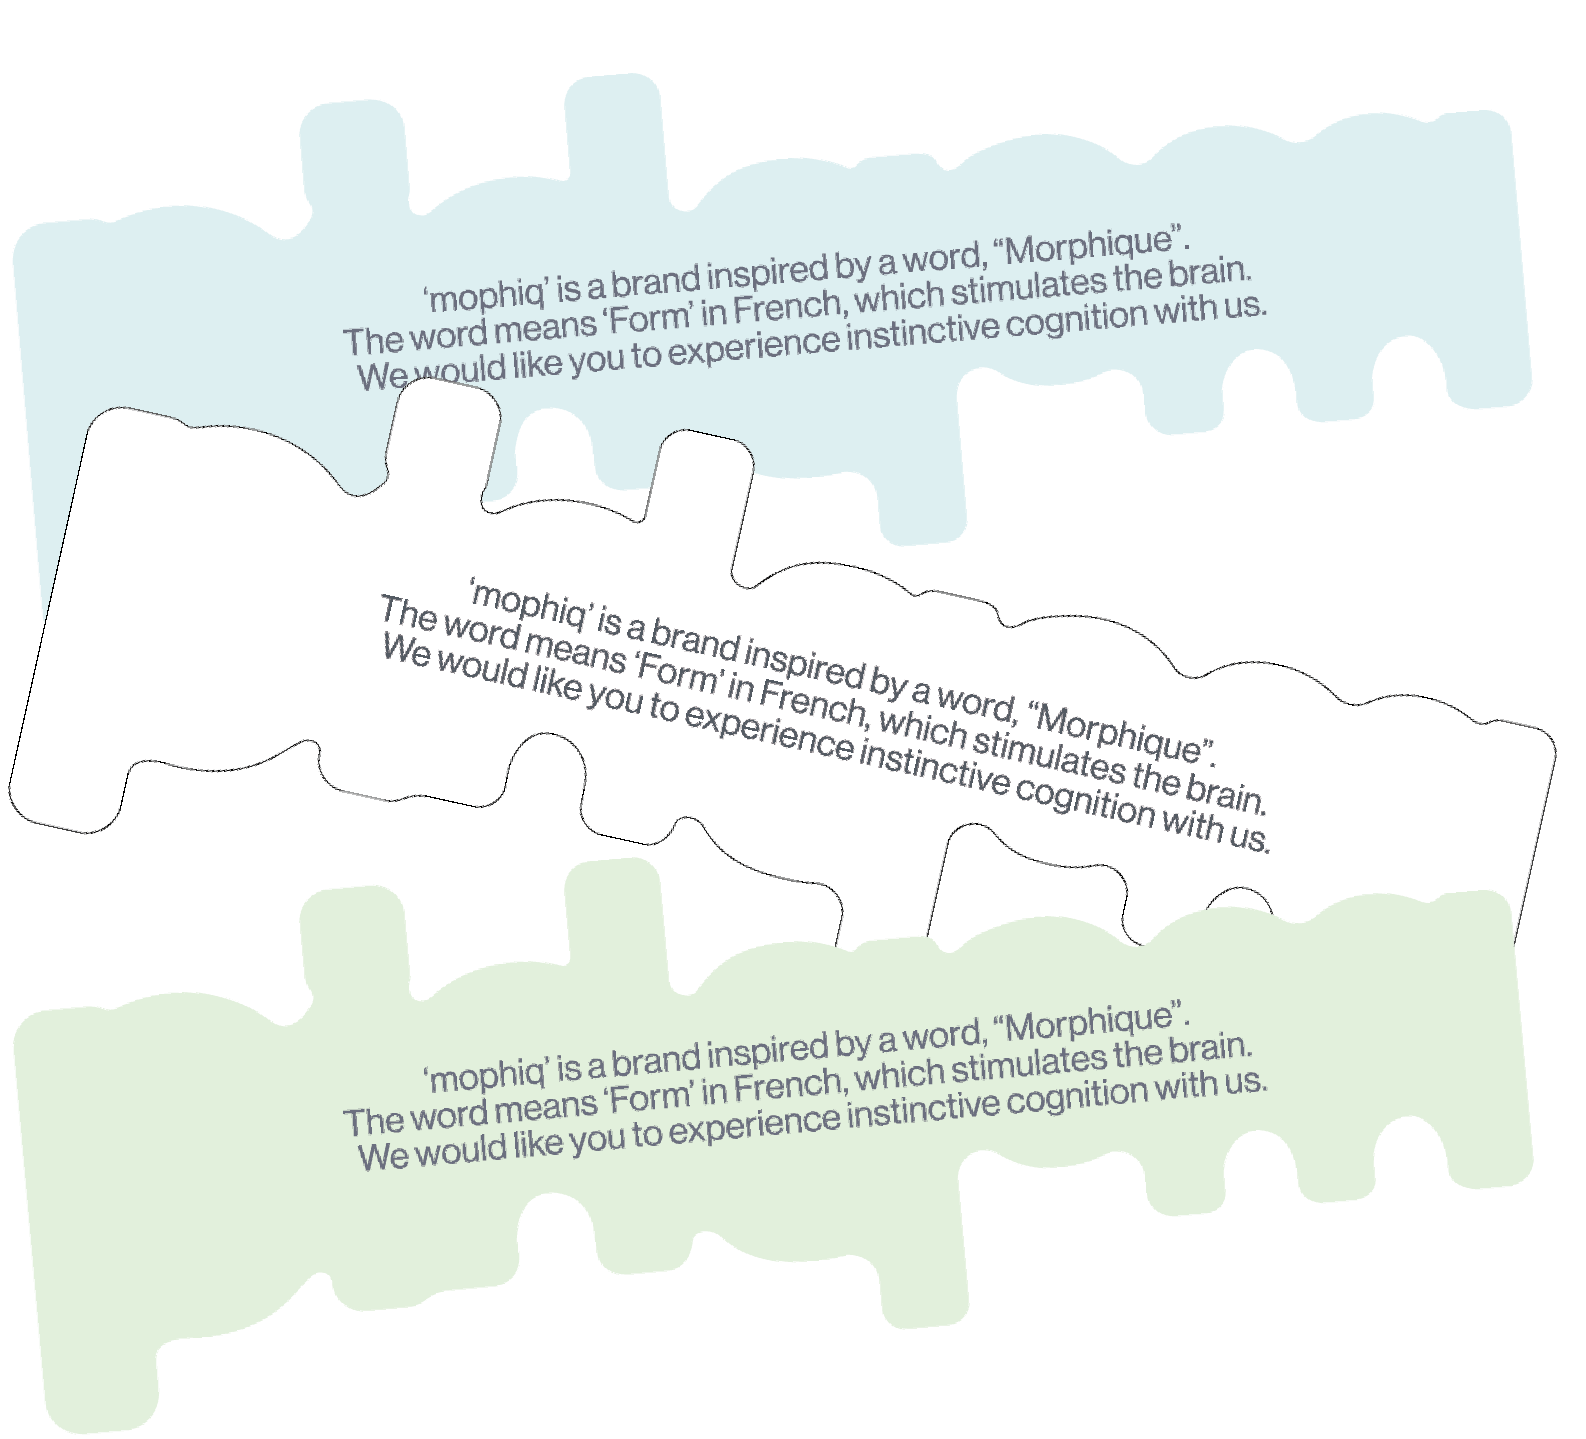 ‘mophiq’ is a brand inspired by a word, “Morphique”.
The word means ‘Form’ in French, which stimulates the brain.
We would like you to experience instinctive cognition with us.
‘mophiq’ is a brand inspired by a word, “Morphique”.
The word means ‘Form’ in French, which stimulates the brain.
We would like you to experience instinctive cognition with us.
‘mophiq’ is a brand inspired by a word, “Morphique”.
The word means ‘Form’ in French, which stimulates the brain.
We would like you to experience instinctive cognition with us.